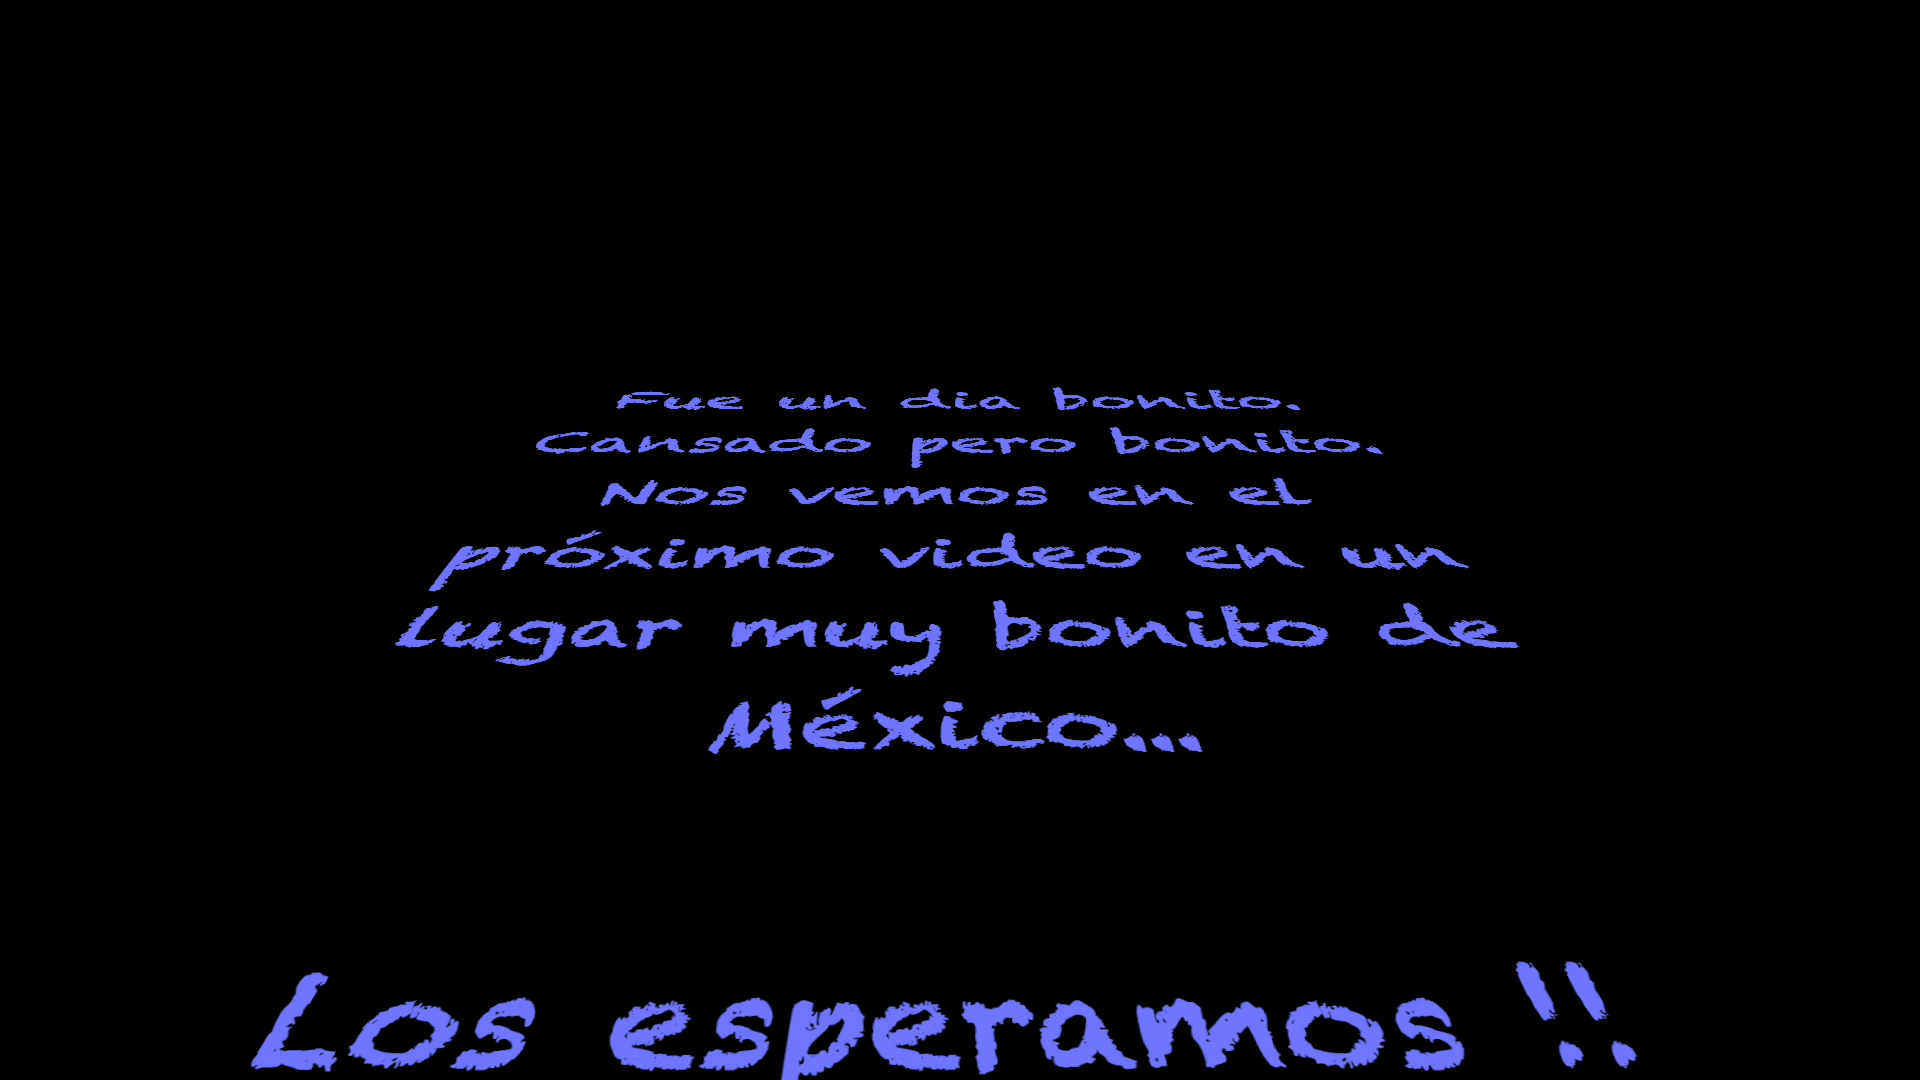 Fue un dia bonito.
Cansado pero bonito.
Nos vemos en el
próximo video en un
lugar muy bonito de
México...
Los esperamos !!